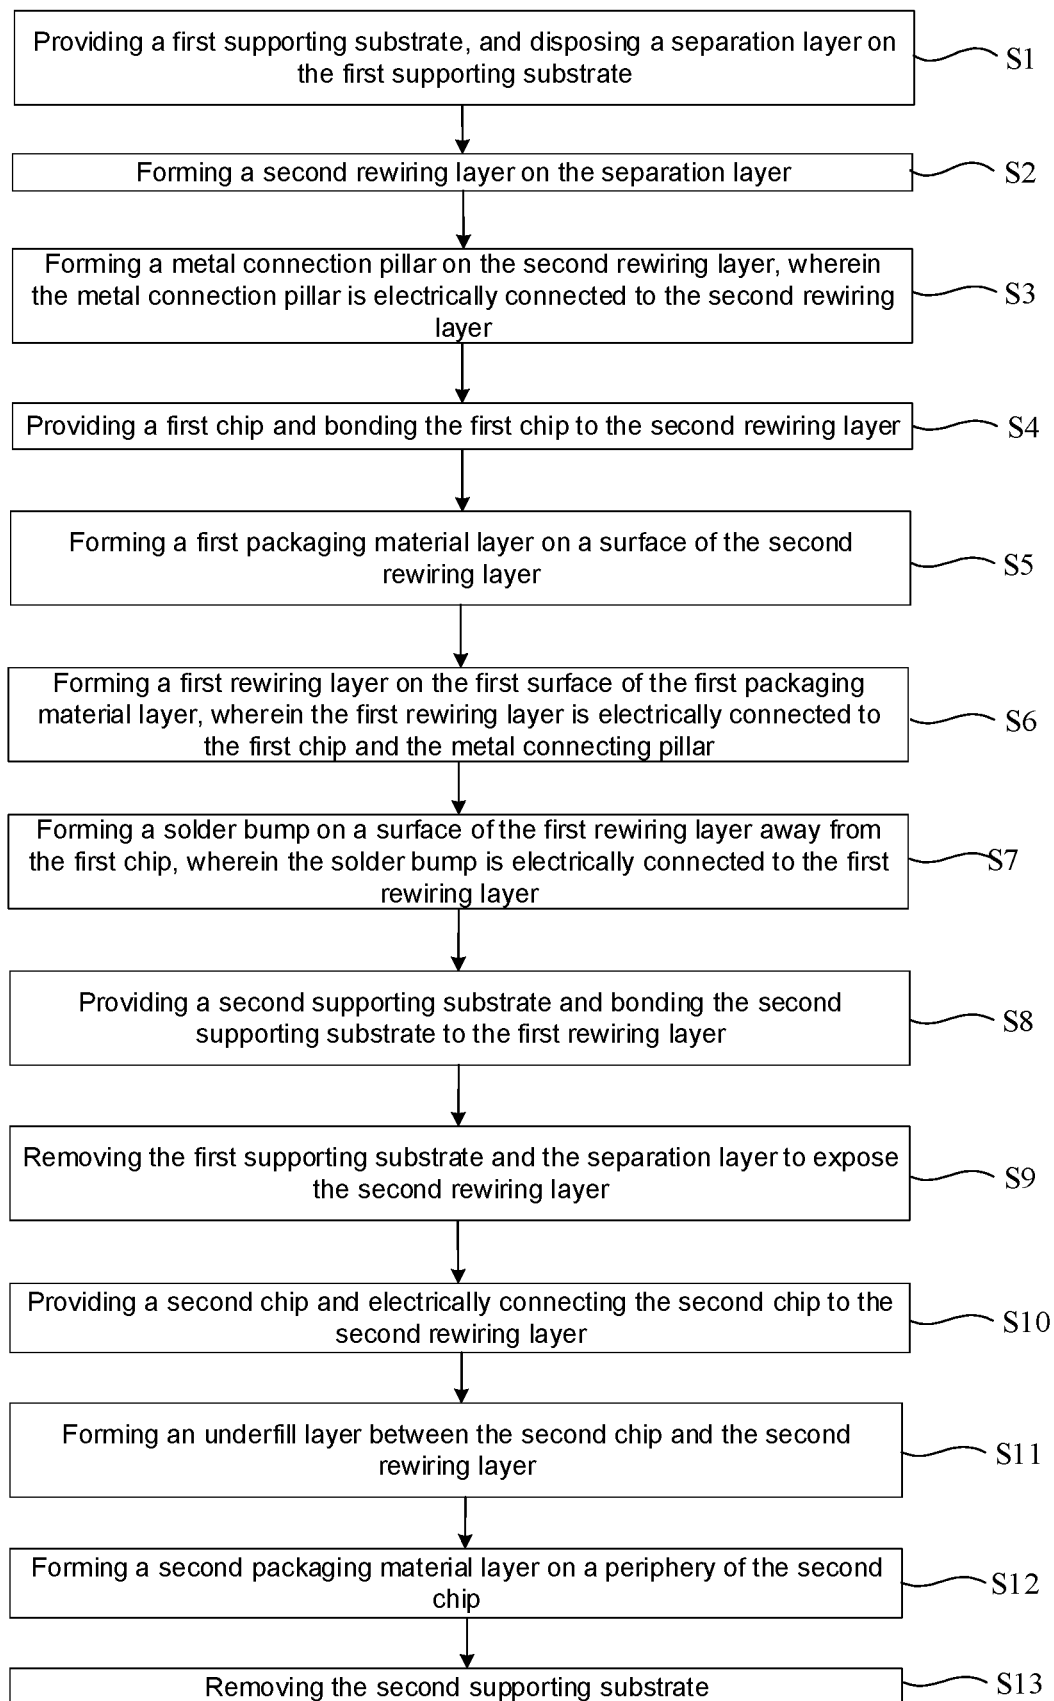 Providing a first supporting substrate, and disposing a separation layer on
the first supporting substrate
S1
Forming a second rewiring layer on the separation layer
S2
Forming a metal connection pillar on the second rewiring layer, wherein
the metal connection pillar is electrically connected to the second rewiring
layer
S3
Providing a first chip and bonding the first chip to the second rewiring layer
S4
Forming a first packaging material layer on a surface of the second
rewiring layer
S5
Forming a first rewiring layer on the first surface of the first packaging
material layer, wherein the first rewiring layer is electrically connected to
the first chip and the metal connecting pillar
S6
Forming a solder bump on a surface of the first rewiring layer away from
the first chip, wherein the solder bump is electrically connected to the first
rewiring layer
S7
Providing a second supporting substrate and bonding the second
supporting substrate to the first rewiring layer
S8
Removing the first supporting substrate and the separation layer to expose
the second rewiring layer
S9
Providing a second chip and electrically connecting the second chip to the
second rewiring layer
S10
Forming an underfill layer between the second chip and the second
rewiring layer
S11
Forming a second packaging material layer on a periphery of the second
chip
S12
Removing the second supporting substrate
S13